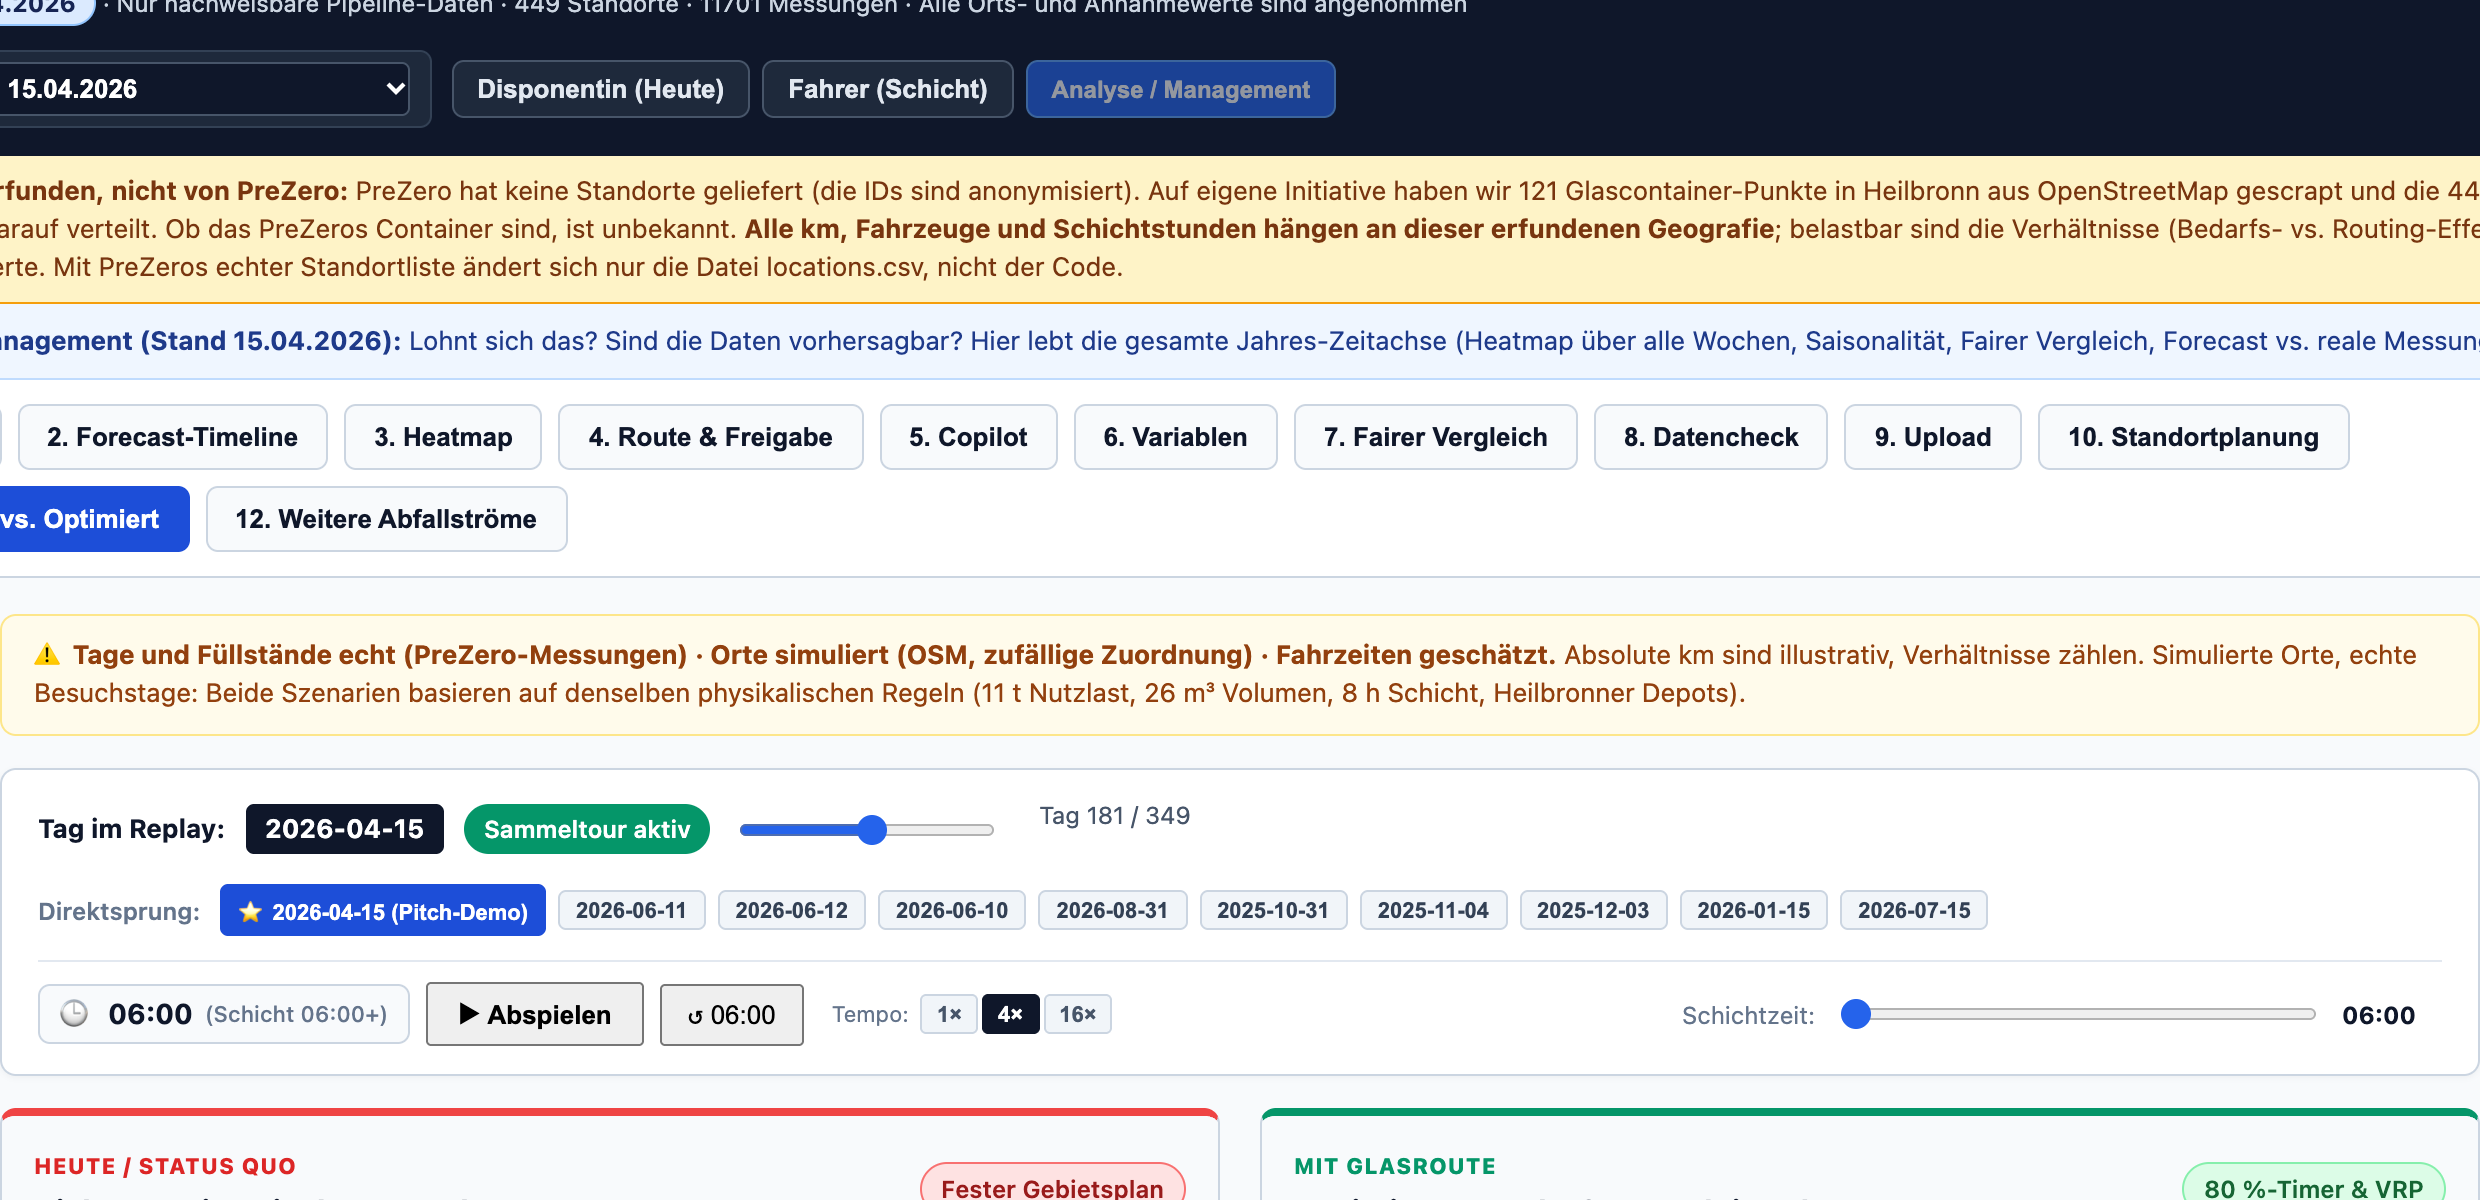 .2026 · Nur nachweisbare Pipeline-Daten · 449 Standorte · 11701 Messungen · Alle Orts- und Annahmewerte sind angenommen
15.04.2026 Disponentin (Heute) Fahrer (Schicht) Analyse / Management
rfunden, nicht von PreZero: PreZero hat keine Standorte geliefert (die IDs sind anonymisiert). Auf eigene Initiative haben wir 121 Glascontainer-Punkte in Heilbronn aus OpenStreetMap gescrapt und die 44
arauf verteilt. Ob das PreZeros Container sind, ist unbekannt. Alle km, Fahrzeuge und Schichtstunden hängen an dieser erfundenen Geografie; belastbar sind die Verhältnisse (Bedarfs- vs. Routing-Effe
erte. Mit PreZeros echter Standortliste ändert sich nur die Datei locations.csv, nicht der Code.
nagement (Stand 15.04.2026): Lohnt sich das? Sind die Daten vorhersagbar? Hier lebt die gesamte Jahres-Zeitachse (Heatmap über alle Wochen, Saisonalität, Fairer Vergleich, Forecast vs. reale Messun
2. Forecast-Timeline 3. Heatmap 4. Route & Freigabe 5. Copilot 6. Variablen 7. Fairer Vergleich 8. Datencheck 9. Upload 10. Standortplanung
vs. Optimiert 12. Weitere Abfallströme
⚠ Tage und Füllstände echt (PreZero-Messungen) · Orte simuliert (OSM, zufällige Zuordnung) · Fahrzeiten geschätzt. Absolute km sind illustrativ, Verhältnisse zählen. Simulierte Orte, echte
Besuchstage: Beide Szenarien basieren auf denselben physikalischen Regeln (11 t Nutzlast, 26 m³ Volumen, 8 h Schicht, Heilbronner Depots).
Tag im Replay: 2026-04-15 Sammeltour aktiv Tag 181 / 349
Direktsprung: ⭐ 2026-04-15 (Pitch-Demo) 2026-06-11 2026-06-12 2026-06-10 2026-08-31 2025-10-31 2025-11-04 2025-12-03 2026-01-15 2026-07-15
06:00 (Schicht 06:00+) ▶ Abspielen ↺ 06:00 Tempo: 1× 4× 16× Schichtzeit: 06:00
HEUTE / STATUS QUO
Fester Gebietsplan
MIT GLASROUTE
80 %-Timer & VRP